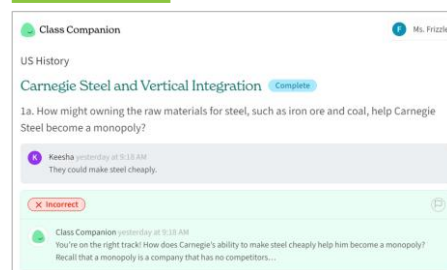 Class Companion
F Ms. Frizzle
US History
Carnegie Steel and Vertical Integration Complete
1a. How might owning the raw materials for steel, such as iron ore and coal, help Carnegie
Steel become a monopoly?
K Keesha yesterday at 9:18 AM
They could make steel cheaply.
X Incorrect
Class Companion yesterday at 9:18 AM
You're on the right track! How does Carnegie's ability to make steel cheaply help him become a monopoly?
Recall that a monopoly is a company that has no competitors...